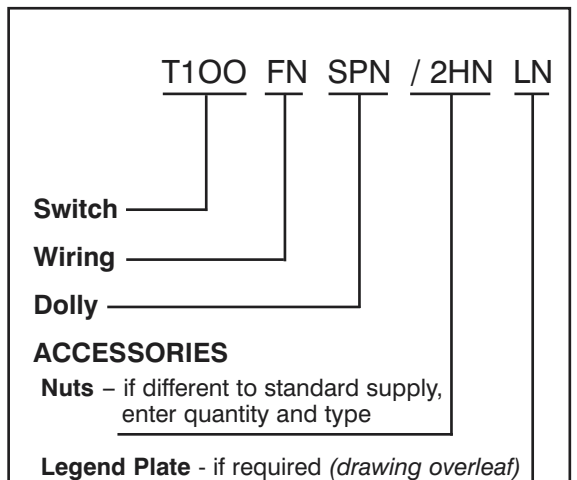 T1OO FN SPN / 2HN LN
Switch
Wiring
Dolly
ACCESSORIES
Nuts – if different to standard supply,
enter quantity and type
Legend Plate - if required (drawing overleaf)